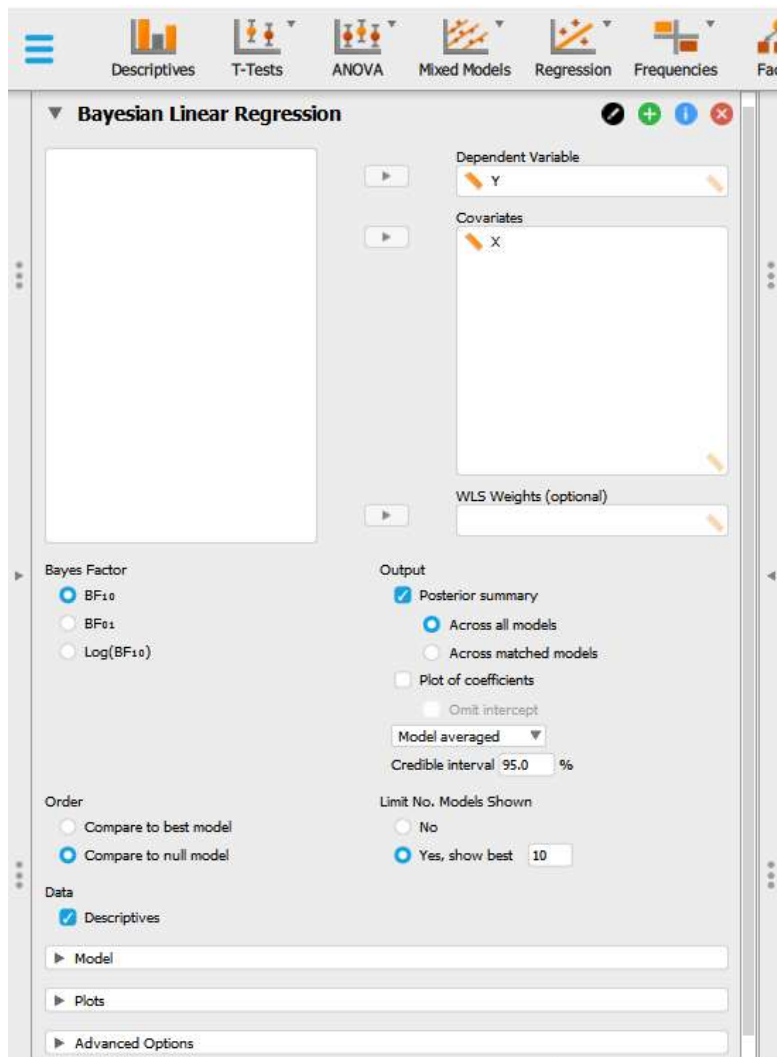 Descriptives T-Tests ANOVA Mixed Models Regression Frequencies Fac
Bayesian Linear Regression
Dependent Variable
Y
Covariates
X
WLS Weights (optional)
Bayes Factor
BF₁₀
BF₀₁
Log(BF₁₀)
Output
Posterior summary
Across all models
Across matched models
Plot of coefficients
Omit intercept
Model averaged
Credible interval 95.0 %
Order
Compare to best model
Compare to null model
Limit No. Models Shown
No
Yes, show best 10
Data
Descriptives
Model
Plots
Advanced Options